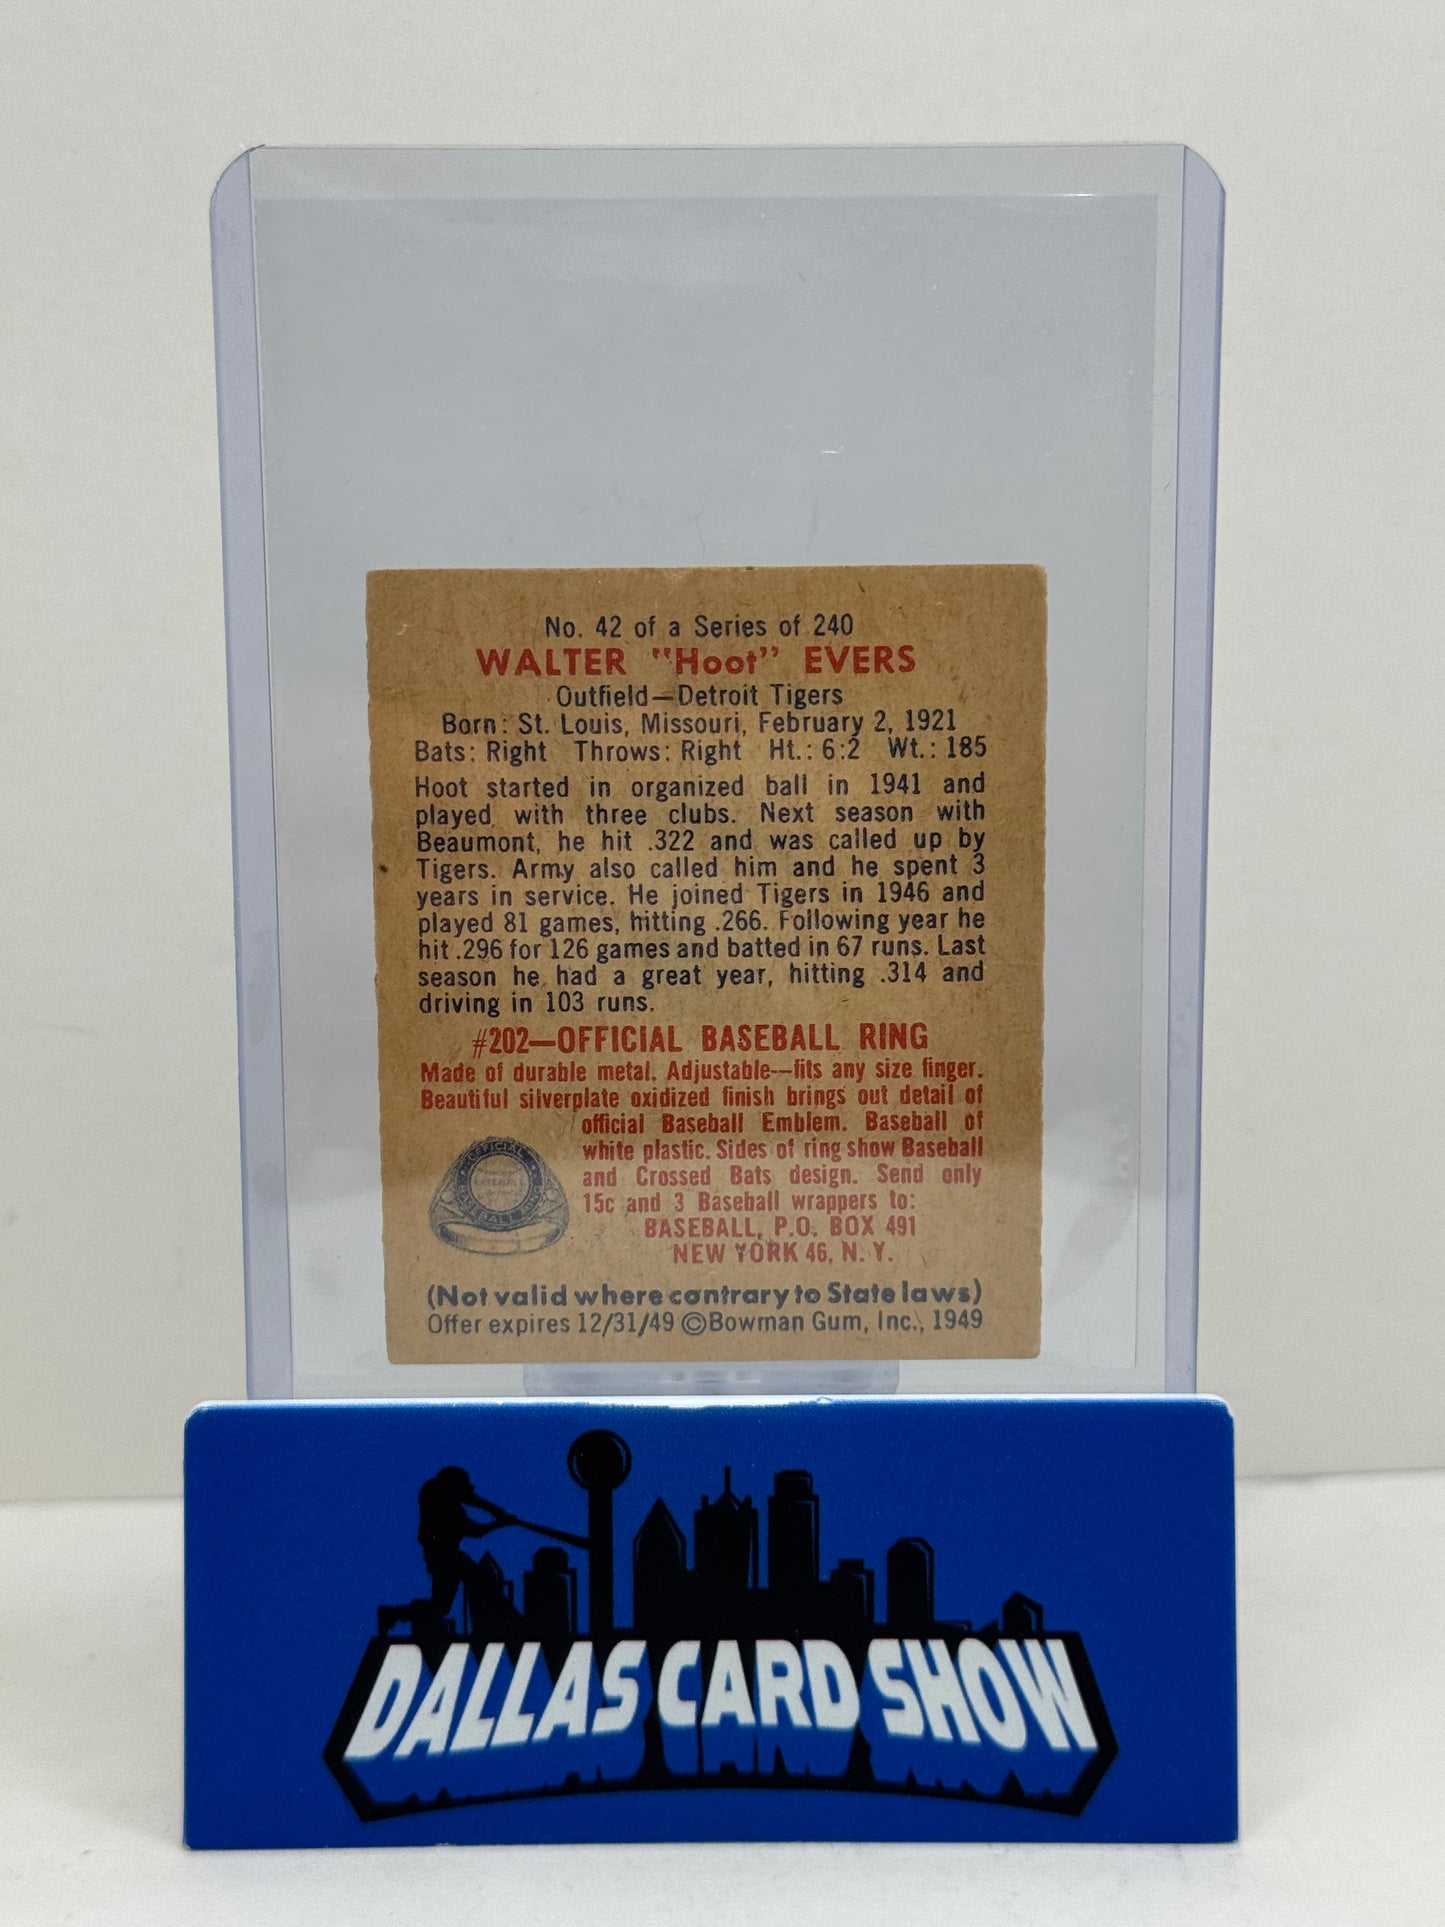 No. 42 of a Series of 240
WALTER "Hoot" EVERS
Outfield—Detroit Tigers
Born: St. Louis, Missouri, February 2, 1921
Bats: Right Throws: Right Ht.: 6:2 Wt.: 185
Hoot started in organized ball in 1941 and
played with three clubs. Next season with
Beaumont, he hit .322 and was called up by
Tigers. Army also called him and he spent 3
years in service. He joined Tigers in 1946 and
played 81 games, hitting .266. Following year he
hit .296 for 126 games and batted in 67 runs. Last
season he had a great year, hitting .314 and
driving in 103 runs.
#202—OFFICIAL BASEBALL RING
Made of durable metal. Adjustable—fits any size finger.
Beautiful silverplate oxidized finish brings out detail of
official Baseball Emblem. Baseball of
white plastic. Sides of ring show Baseball
and Crossed Bats design. Send only
15c and 3 Baseball wrappers to:
BASEBALL, P.O. BOX 491
NEW YORK 46, N. Y.
OFFICIAL
BASEBALL RING
(Not valid where contrary to State laws)
Offer expires 12/31/49 ©Bowman Gum, Inc., 1949
DALLAS CARD SHOW